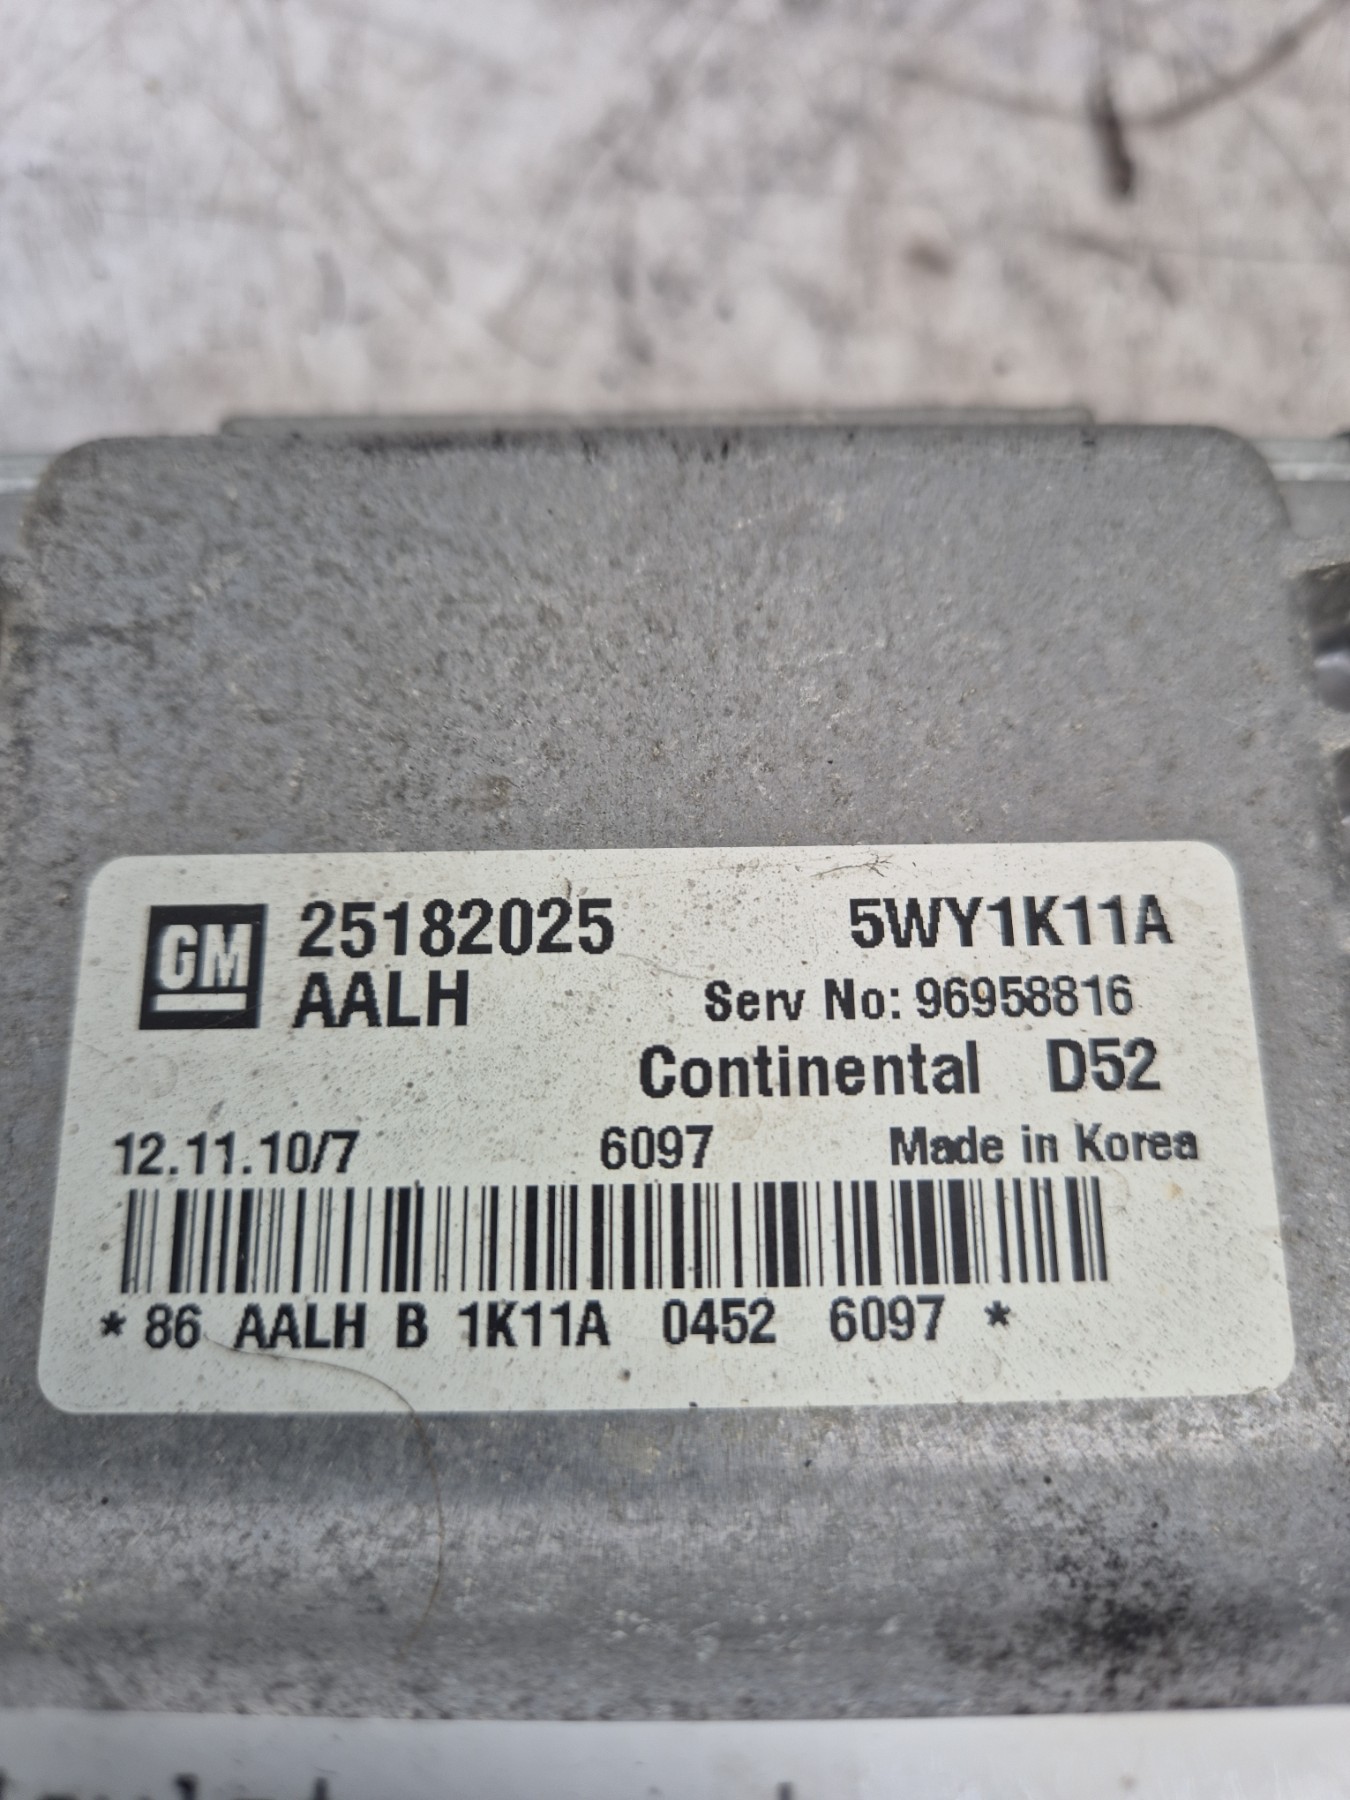 GM 25182025 5WY1K11A
AALH Serv No: 96958816
Continental D52
12.11.10/7 6097 Made in Korea
* 86 AALH B 1K11A 0452 6097 *